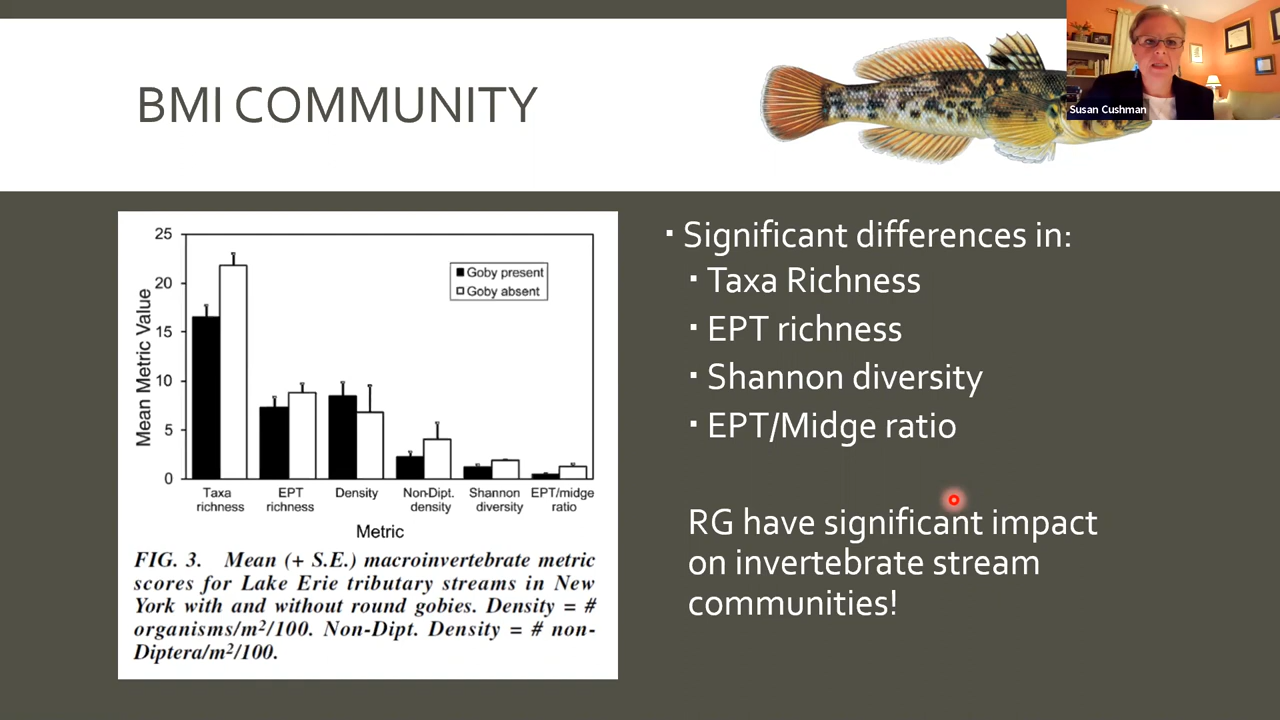 BMI COMMUNITY
Susan Cushman
25
20
15
10
5
0
Mean Metric Value
Goby present
Goby absent
Taxa richness
EPT richness
Density
Non-Dipt. density
Shannon diversity
EPT/midge ratio
Metric
FIG. 3. Mean (+ S.E.) macroinvertebrate metric
scores for Lake Erie tributary streams in New
York with and without round gobies. Density = #
organisms/m²/100. Non-Dipt. Density = # non-
Diptera/m²/100.
▪ Significant differences in:
▪ Taxa Richness
▪ EPT richness
▪ Shannon diversity
▪ EPT/Midge ratio
RG have significant impact
on invertebrate stream
communities!